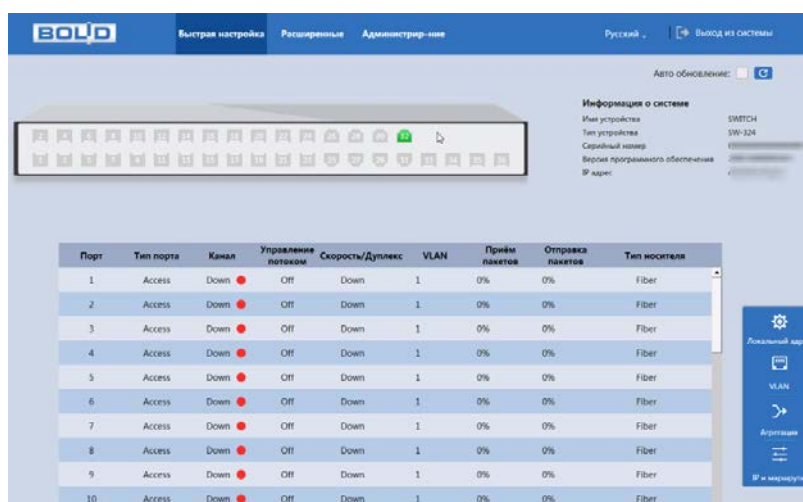 BOLID Быстрая настройка Расширенные Администрир-ние Русский Выход из системы
Авто обновление:
Информация о системе
Имя устройства SWITCH
Тип устройства SW-324
Серийный номер
Версия программного обеспечения
IP адрес
Порт Тип порта Канал Управление потоком Скорость/Дуплекс VLAN Приём пакетов Отправка пакетов Тип носителя
1 Access Down Off Down 1 0% 0% Fiber
2 Access Down Off Down 1 0% 0% Fiber
3 Access Down Off Down 1 0% 0% Fiber
4 Access Down Off Down 1 0% 0% Fiber
5 Access Down Off Down 1 0% 0% Fiber
6 Access Down Off Down 1 0% 0% Fiber
7 Access Down Off Down 1 0% 0% Fiber
8 Access Down Off Down 1 0% 0% Fiber
9 Access Down Off Down 1 0% 0% Fiber
10 Access Down Off Down 1 0% 0% Fiber
Локальный адр
VLAN
Агрегация
IP и маршрут